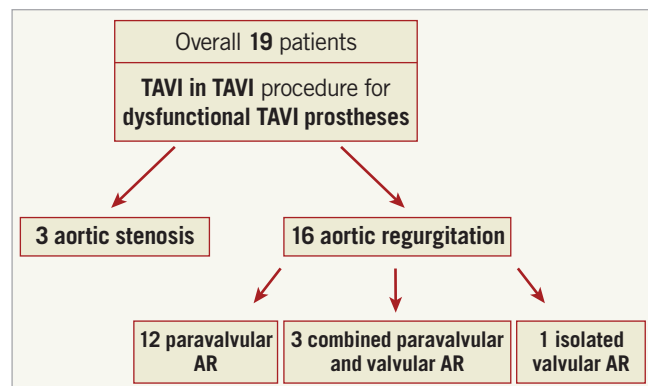 Overall 19 patients
TAVI in TAVI procedure for
dysfunctional TAVI prostheses
3 aortic stenosis
16 aortic regurgitation
12 paravalvular
AR
3 combined paravalvular
and valvular AR
1 isolated
valvular AR